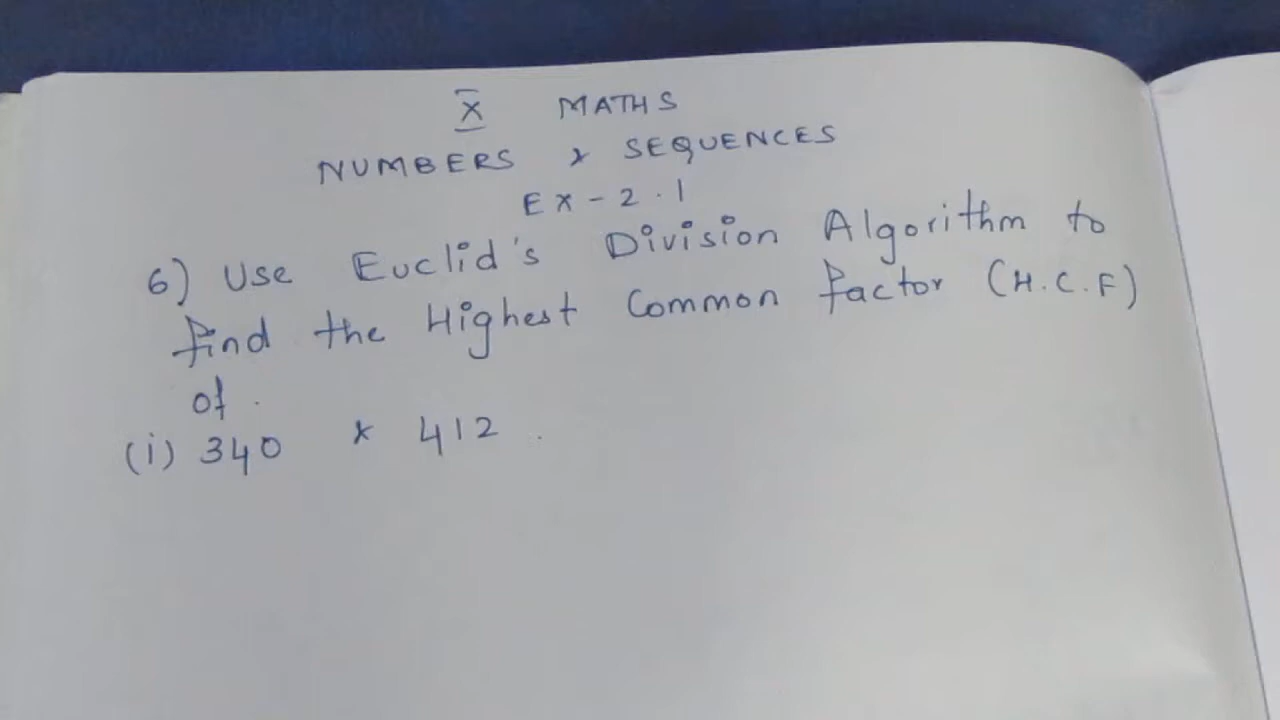 X MATHS
NUMBERS & SEQUENCES
EX-2.1
6) Use Euclid's Division Algorithm to
find the Highest Common factor (H.C.F)
of.
(i) 340 & 412.